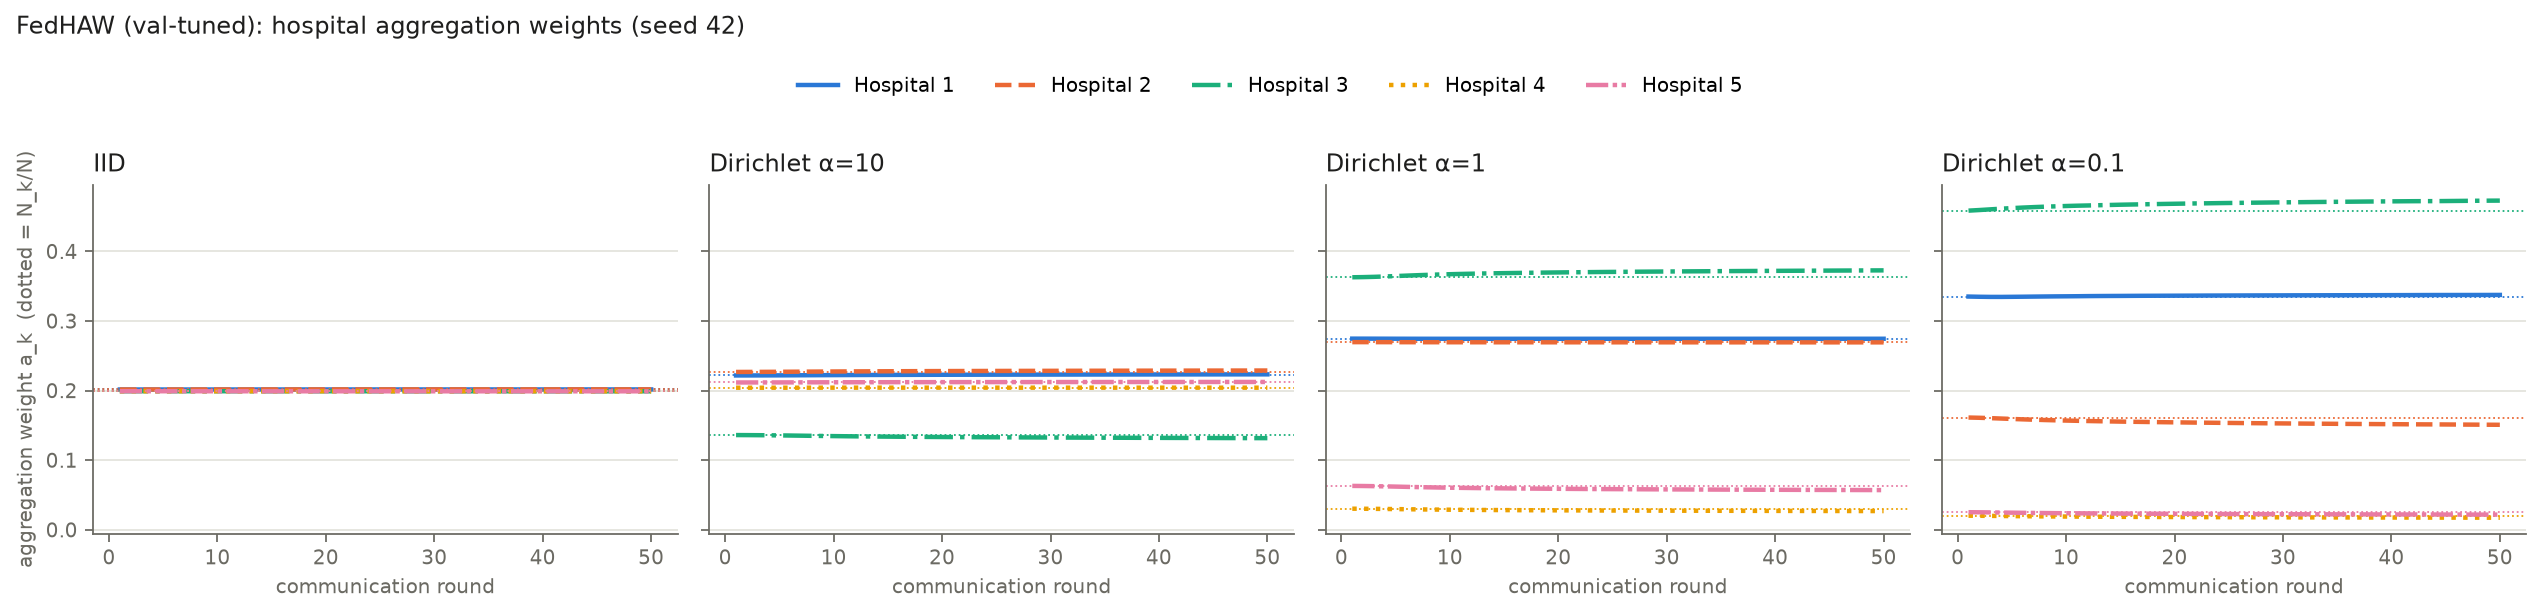 FedHAW (val-tuned): hospital aggregation weights (seed 42)
Hospital 1 Hospital 2 Hospital 3 Hospital 4 Hospital 5
aggregation weight a_k (dotted = N_k/N)
IID
0.4
0.3
0.2
0.1
0.0
0 10 20 30 40 50
communication round
Dirichlet α=10
0 10 20 30 40 50
communication round
Dirichlet α=1
0 10 20 30 40 50
communication round
Dirichlet α=0.1
0 10 20 30 40 50
communication round